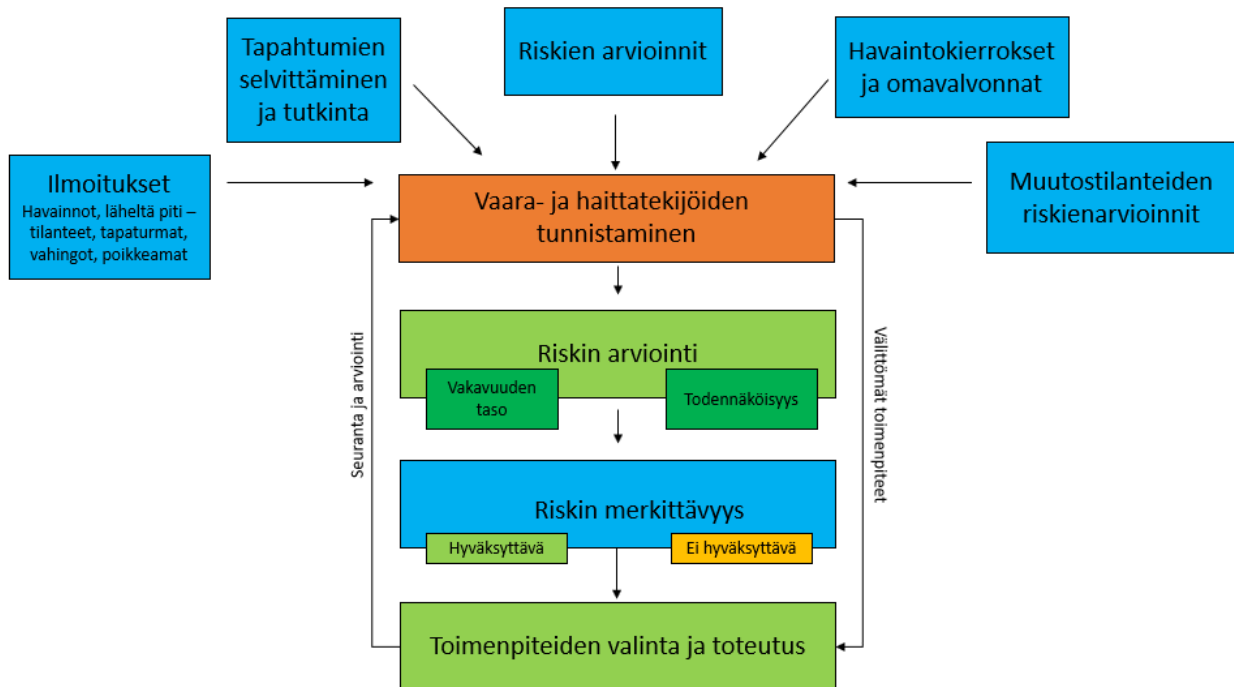 Tapahtumien
selvittäminen
ja tutkinta
Riskien arvioinnit
Havaintokierrokset
ja omavalvonnat
Ilmoitukset
Havainnot, läheltä piti –
tilanteet, tapaturmat,
vahingot, poikkeamat
Muutostilanteiden
riskienarvioinnit
Vaara- ja haittatekijöiden
tunnistaminen
Riskin arviointi
Vakavuuden
taso
Todennäköisyys
Seuranta ja arviointi
Välittömät toimenpiteet
Riskin merkittävyys
Hyväksyttävä
Ei hyväksyttävä
Toimenpiteiden valinta ja toteutus